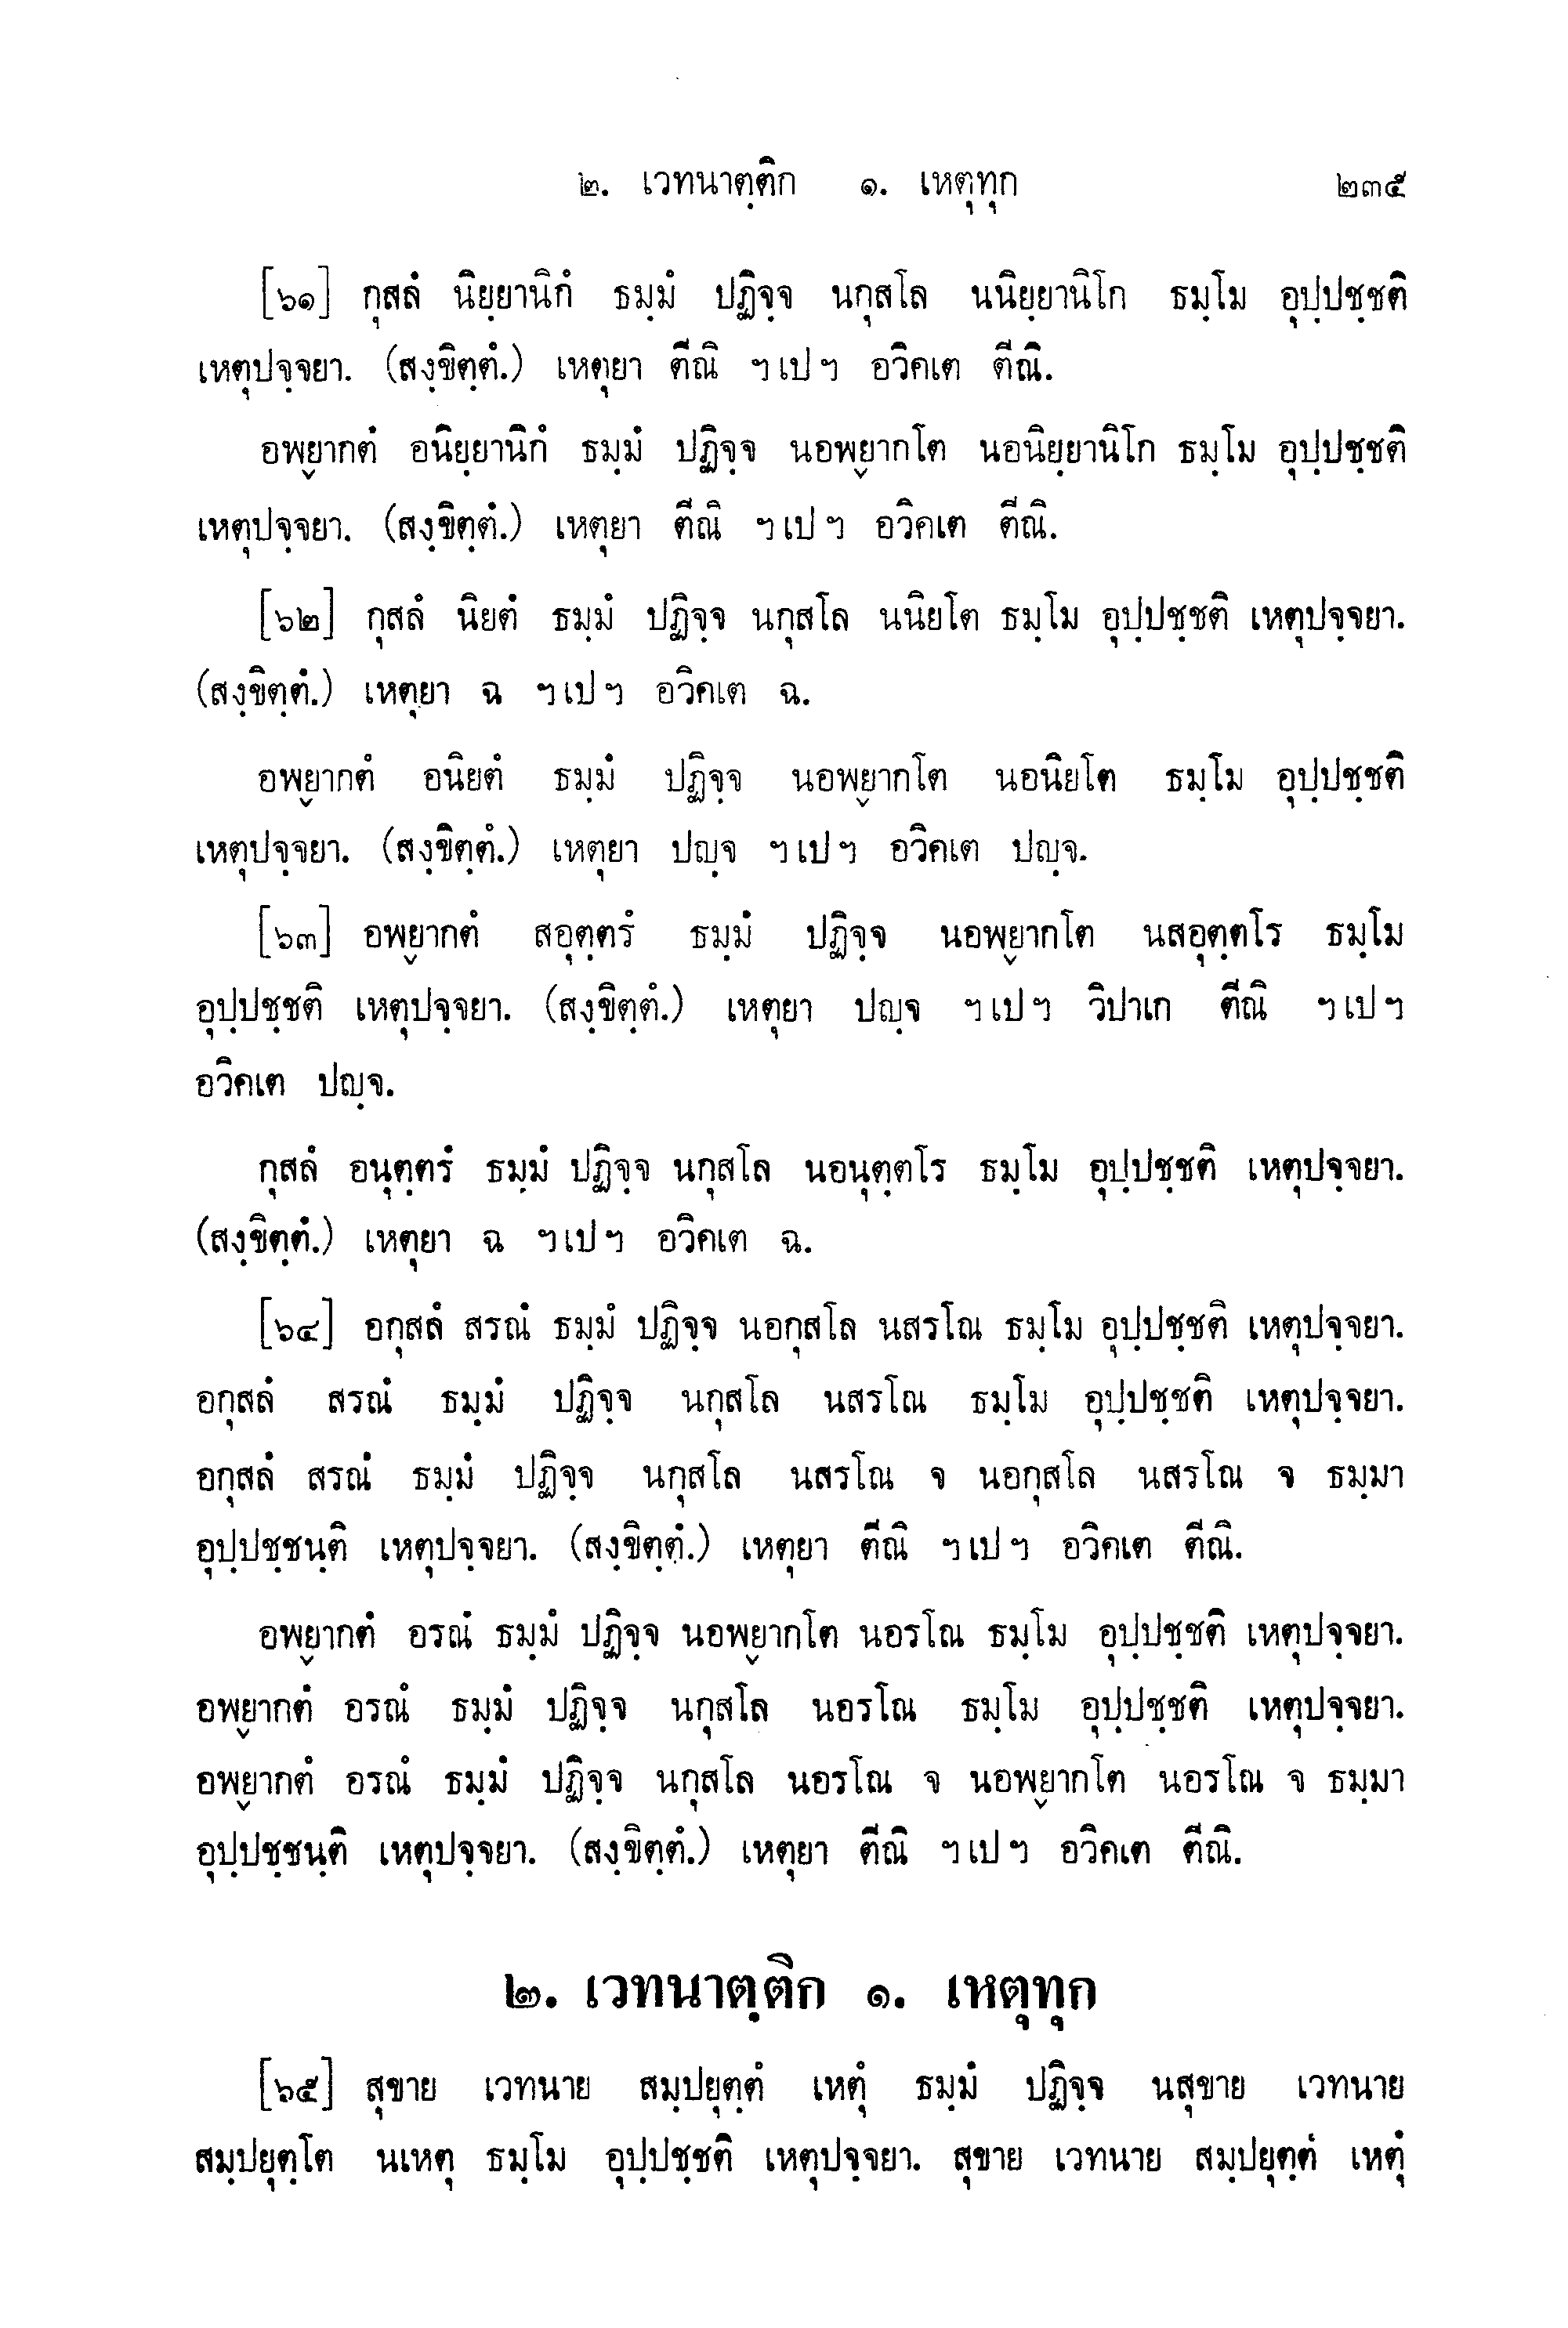 ๒. เวทนาตฺติก ๑. เหตุทุก ๒๓๕
[๖๑] กุสลํ นิยฺยานิกํ ธมฺมํ ปฏิจฺจ นกุสโล นนิยฺยานิโก ธมฺโม อุปฺปชฺชติ
เหตุปจฺจยา. (สงฺขิตฺตํ.) เหตุยา ตีณิ ฯเปฯ อวิคเต ตีณิ.
อพฺยากตํ อนิยฺยานิกํ ธมฺมํ ปฏิจฺจ นอพฺยากโต นอนิยฺยานิโก ธมฺโม อุปฺปชฺชติ
เหตุปจฺจยา. (สงฺขิตฺตํ.) เหตุยา ตีณิ ฯเปฯ อวิคเต ตีณิ.
[๖๒] กุสลํ นิยตํ ธมฺมํ ปฏิจฺจ นกุสโล นนิยโต ธมฺโม อุปฺปชฺชติ เหตุปจฺจยา.
(สงฺขิตฺตํ.) เหตุยา ฉ ฯเปฯ อวิคเต ฉ.
อพฺยากตํ อนิยตํ ธมฺมํ ปฏิจฺจ นอพฺยากโต นอนิยโต ธมฺโม อุปฺปชฺชติ
เหตุปจฺจยา. (สงฺขิตฺตํ.) เหตุยา ปญฺจ ฯเปฯ อวิคเต ปญฺจ.
[๖๓] อพฺยากตํ สอุตฺตรํ ธมฺมํ ปฏิจฺจ นอพฺยากโต นสอุตฺตโร ธมฺโม
อุปฺปชฺชติ เหตุปจฺจยา. (สงฺขิตฺตํ.) เหตุยา ปญฺจ ฯเปฯ วิปาเก ตีณิ ฯเปฯ
อวิคเต ปญฺจ.
กุสลํ อนุตฺตรํ ธมฺมํ ปฏิจฺจ นกุสโล นอนุตฺตโร ธมฺโม อุปฺปชฺชติ เหตุปจฺจยา.
(สงฺขิตฺตํ.) เหตุยา ฉ ฯเปฯ อวิคเต ฉ.
[๖๔] อกุสลํ สรณํ ธมฺมํ ปฏิจฺจ นอกุสโล นสรโณ ธมฺโม อุปฺปชฺชติ เหตุปจฺจยา.
อกุสลํ สรณํ ธมฺมํ ปฏิจฺจ นกุสโล นสรโณ ธมฺโม อุปฺปชฺชติ เหตุปจฺจยา.
อกุสลํ สรณํ ธมฺมํ ปฏิจฺจ นกุสโล นสรโณ จ นอกุสโล นสรโณ จ ธมฺมา
อุปฺปชฺชนฺติ เหตุปจฺจยา. (สงฺขิตฺตํ.) เหตุยา ตีณิ ฯเปฯ อวิคเต ตีณิ.
อพฺยากตํ อรณํ ธมฺมํ ปฏิจฺจ นอพฺยากโต นอรโณ ธมฺโม อุปฺปชฺชติ เหตุปจฺจยา.
อพฺยากตํ อรณํ ธมฺมํ ปฏิจฺจ นกุสโล นอรโณ ธมฺโม อุปฺปชฺชติ เหตุปจฺจยา.
อพฺยากตํ อรณํ ธมฺมํ ปฏิจฺจ นกุสโล นอรโณ จ นอพฺยากโต นอรโณ จ ธมฺมา
อุปฺปชฺชนฺติ เหตุปจฺจยา. (สงฺขิตฺตํ.) เหตุยา ตีณิ ฯเปฯ อวิคเต ตีณิ.
๒. เวทนาตฺติก ๑. เหตุทุก
[๖๕] สุขาย เวทนาย สมฺปยุตฺตํ เหตุํ ธมฺมํ ปฏิจฺจ นสุขาย เวทนาย
สมฺปยุตฺโต นเหตุ ธมฺโม อุปฺปชฺชติ เหตุปจฺจยา. สุขาย เวทนาย สมฺปยุตฺตํ เหตุํ